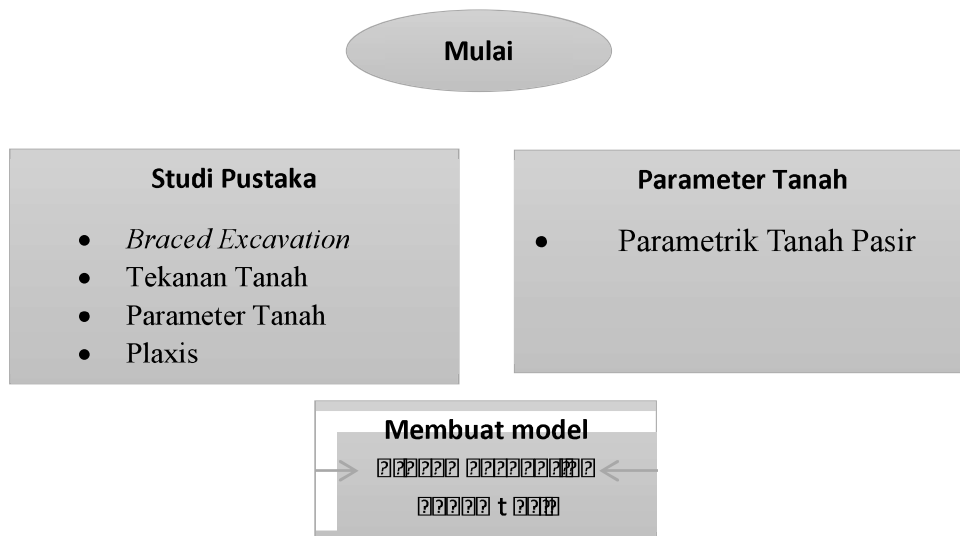 Mulai
Studi Pustaka
• Braced Excavation
• Tekanan Tanah
• Parameter Tanah
• Plaxis
Parameter Tanah
• Parametrik Tanah Pasir
Membuat model
t